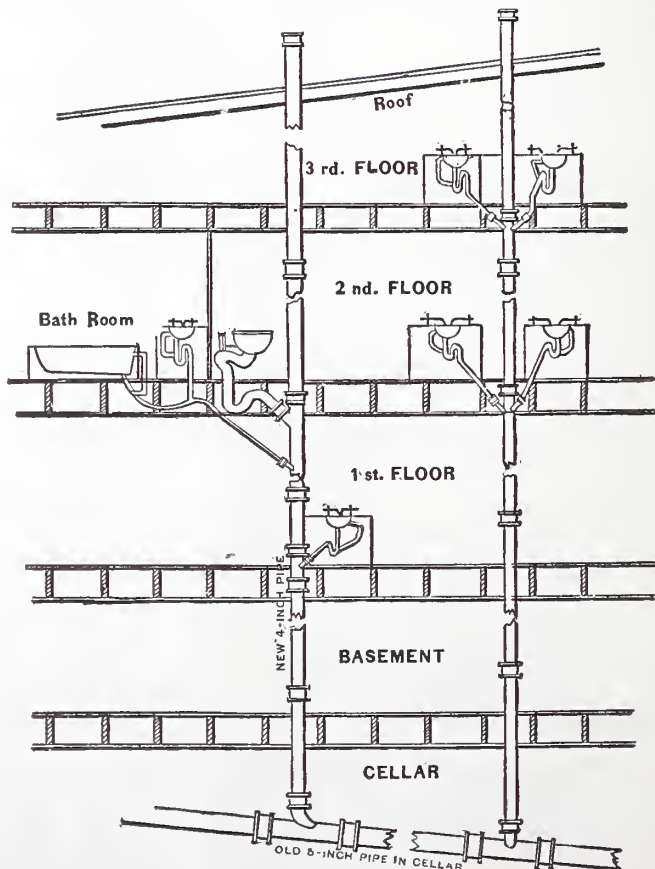 Roof
3 rd. FLOOR
2 nd. FLOOR
Bath Room
1 st. FLOOR
NEW 4-INCH PIPE
BASEMENT
CELLAR
OLD 5-INCH PIPE IN CELLAR